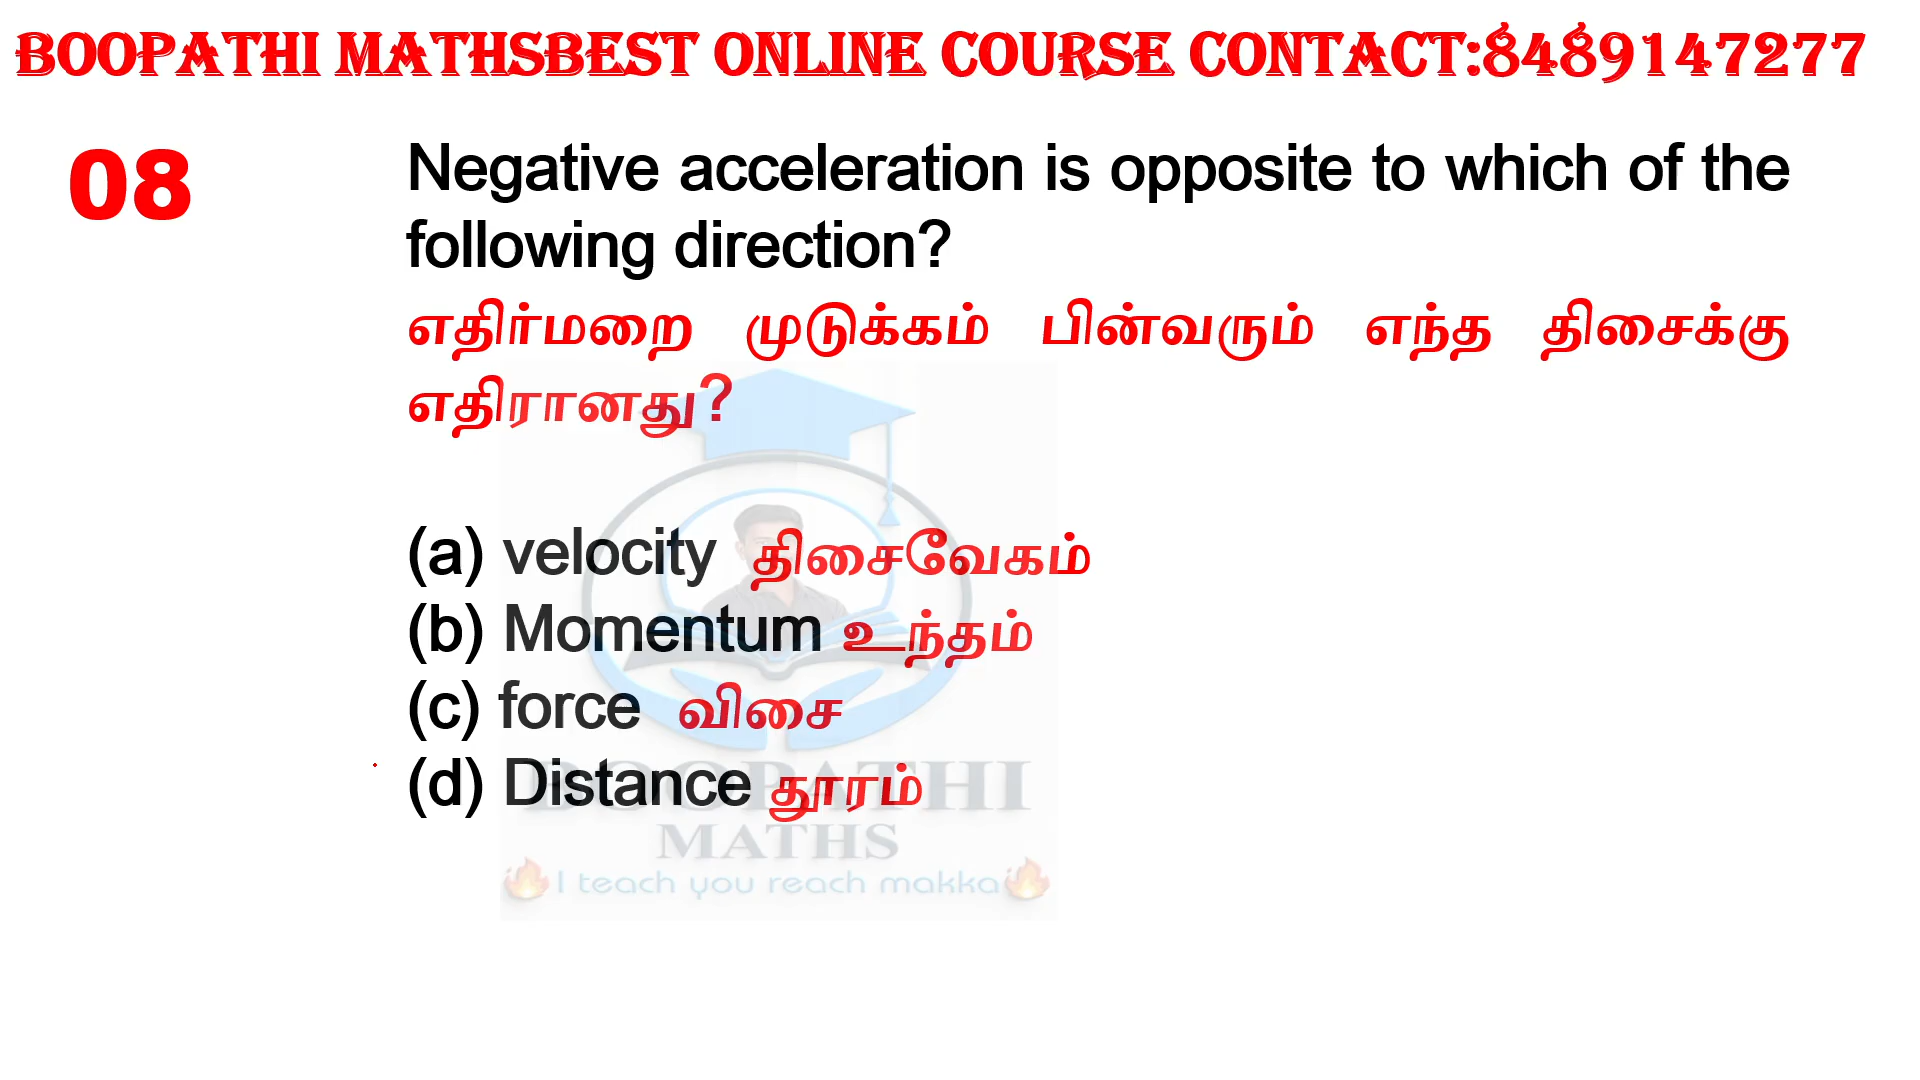 BOOPATHI MATHSBEST ONLINE COURSE CONTACT:8489147277
08
Negative acceleration is opposite to which of the
following direction?
எதிர்மறை முடுக்கம் பின்வரும் எந்த திசைக்கு
எதிரானது?
(a) velocity திசைவேகம்
(b) Momentum உந்தம்
(c) force விசை
(d) Distance தூரம்
BOOPATHI
MATHS
I teach you reach makka